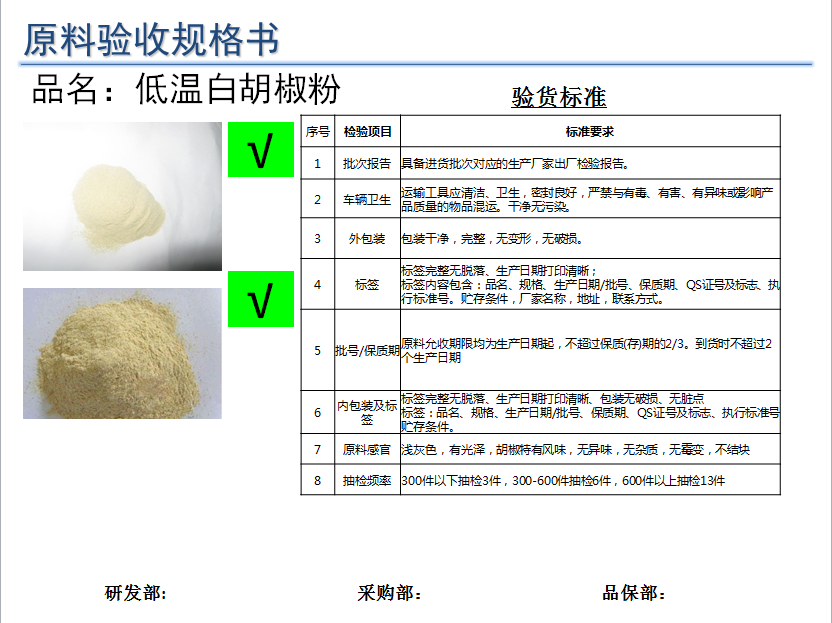 原料验收规格书
品名：低温白胡椒粉
验货标准
√
√
序号 检验项目 标准要求
1 批次报告 具备进货批次对应的生产厂家出厂检验报告。
2 车辆卫生 运输工具应清洁、卫生，密封良好，严禁与有毒、有害、有异味或影响产
品质量的物品混运。干净无污染。
3 外包装 包装干净，完整，无变形，无破损。
4 标签 标签完整无脱落、生产日期打印清晰；
标签内容包含：品名、规格、生产日期/批号、保质期、QS证号及标志、执
行标准号。贮存条件，厂家名称，地址，联系方式。
5 批号/保质期 原料允收期限均为生产日期起，不超过保质(存)期的2/3。到货时不超过2
个生产日期
6 内包装及标
签
标签完整无脱落、生产日期打印清晰、包装无破损、无脏点
标签：品名、规格、生产日期/批号、保质期、QS证号及标志、执行标准号
贮存条件。
7 原料感官 浅灰色，有光泽，胡椒特有风味，无异味，无杂质，无霉变，不结块
8 抽检频率 300件以下抽检3件，300-600件抽检6件，600件以上抽检13件
研发部: 采购部： 品保部：